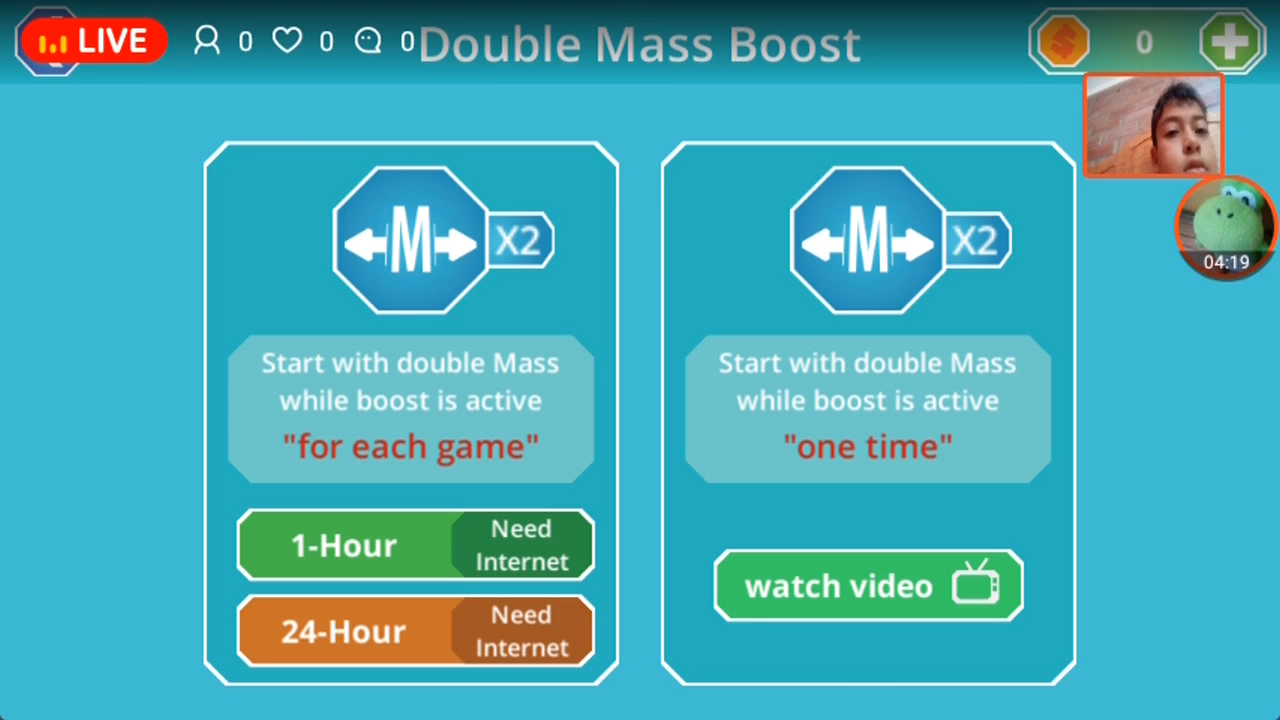 LIVE 0 0 0 Double Mass Boost 0
04:19
M X2
Start with double Mass
while boost is active
"for each game"
1-Hour Need
Internet
24-Hour Need
Internet
M X2
Start with double Mass
while boost is active
"one time"
watch video